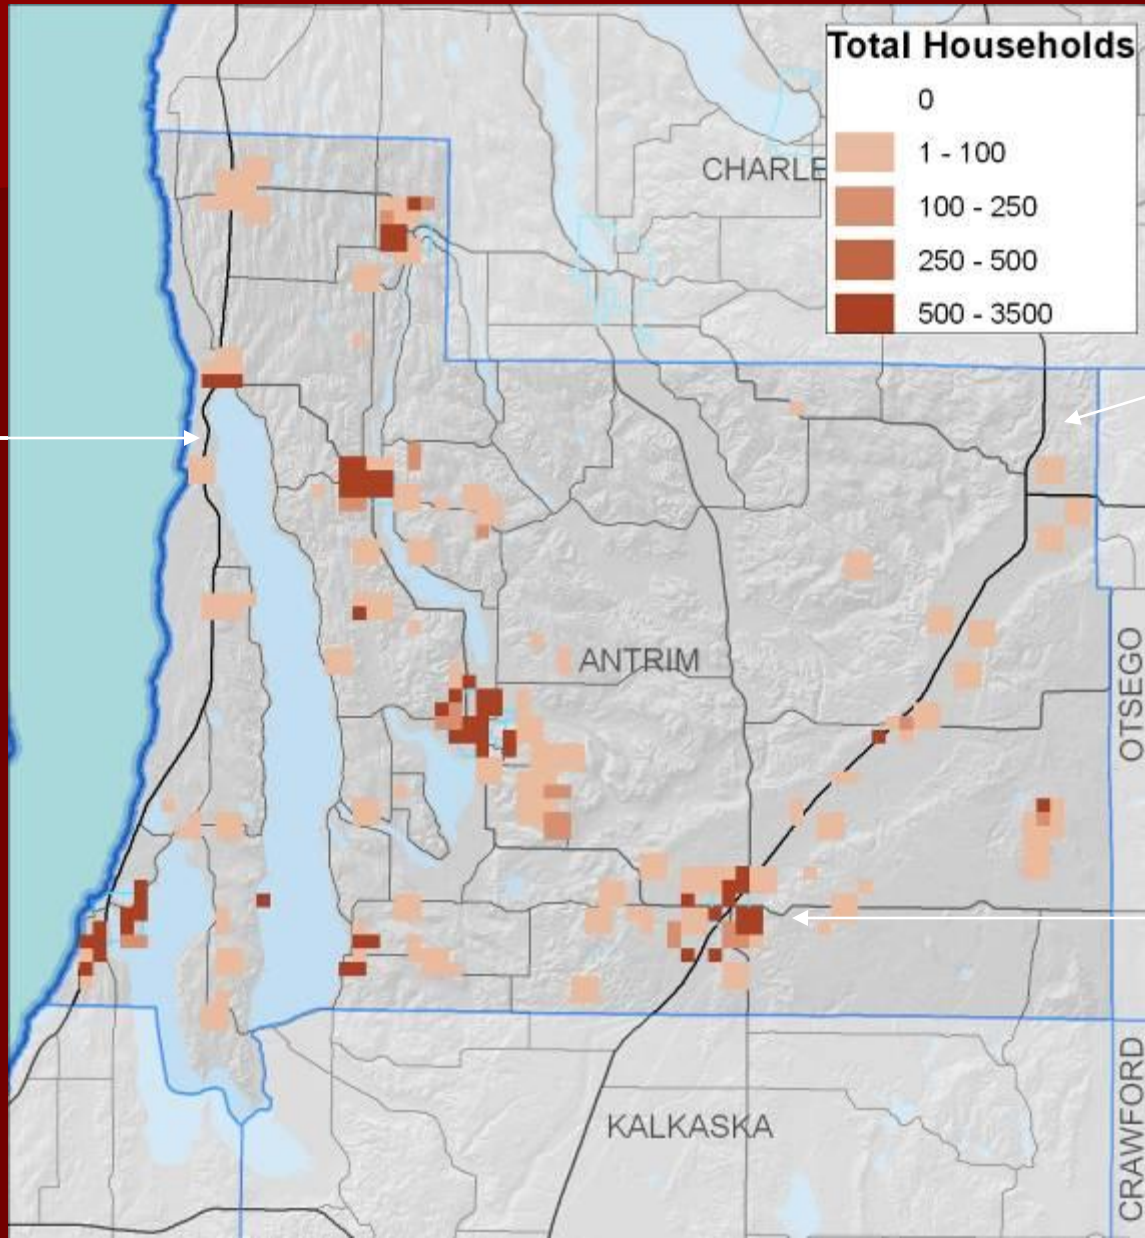 Total Households
0
1 - 100
100 - 250
250 - 500
500 - 3500
CHARLE
ANTRIM
OTSEGO
KALKASKA
CRAWFORD